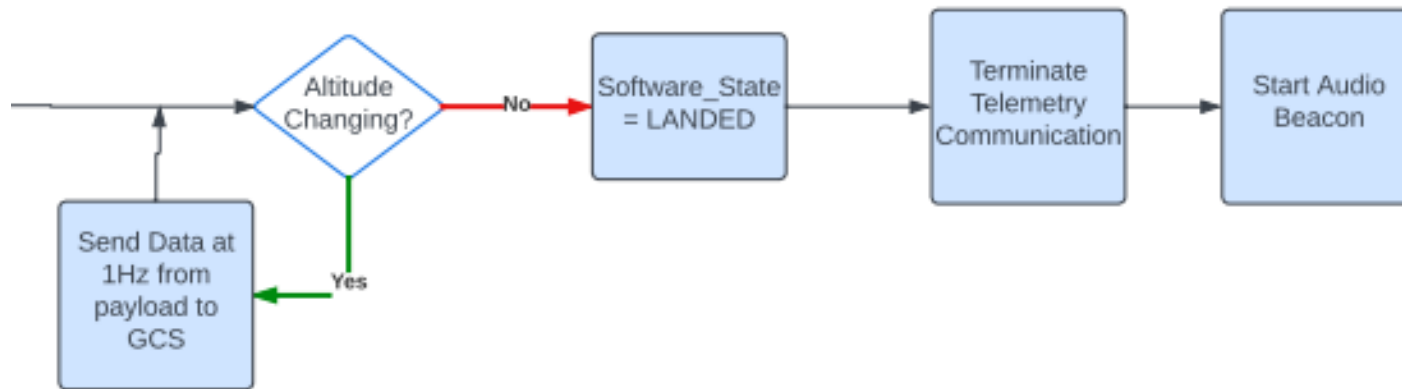 Altitude
Changing?
No
Software_State
= LANDED
Terminate
Telemetry
Communication
Start Audio
Beacon
Send Data at
1Hz from
payload to
GCS
Yes